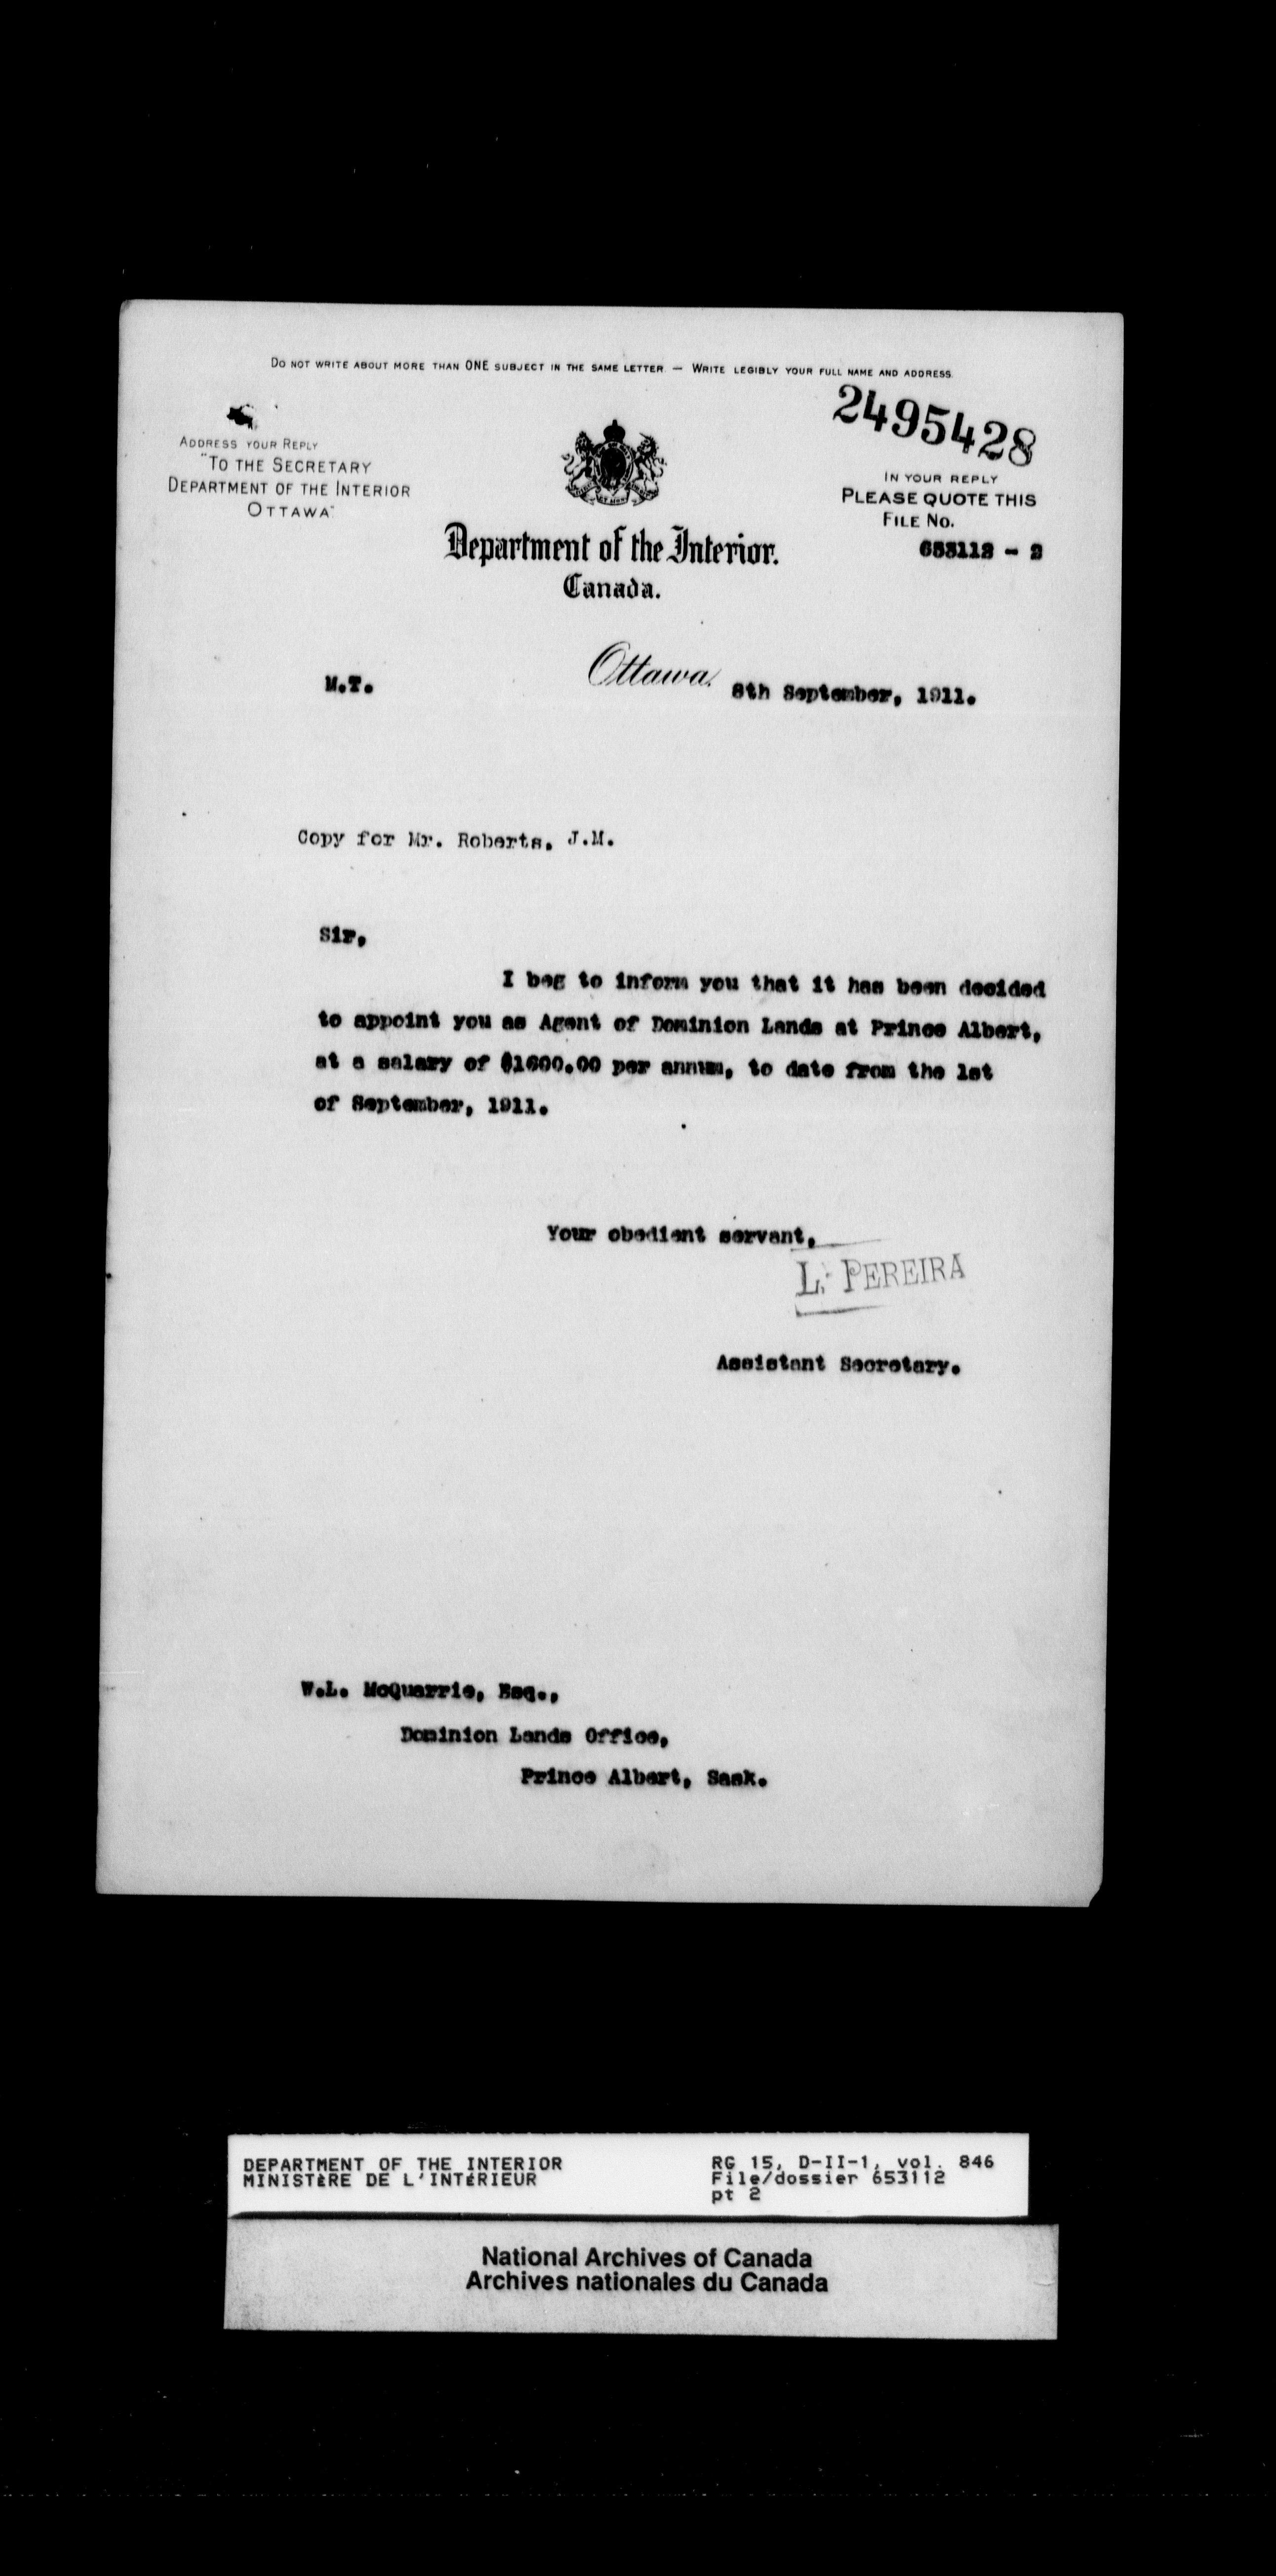 Do not write about more than ONE subject in the same letter — Write legibly your full name and address.
2495428
Address your Reply
"To the Secretary
Department of the Interior
Ottawa"
In your reply
Please quote this
File No.
653112 - 2
Department of the Interior.
Canada.
M.T.
Ottawa, 8th September, 1911.
Copy for Mr. Roberts, J.M.
Sir,
I beg to inform you that it has been decided
to appoint you as Agent of Dominion Lands at Prince Albert,
at a salary of $1600.00 per annum, to date from the 1st
of September, 1911.
Your obedient servant,
L. PEREIRA
Assistant Secretary.
W.L. McQuarrie, Esq.,
Dominion Lands Office,
Prince Albert, Sask.
DEPARTMENT OF THE INTERIOR
MINISTèRE DE L'INTéRIEUR
RG 15, D-II-1, vol. 846
File/dossier 653112
pt 2
National Archives of Canada
Archives nationales du Canada